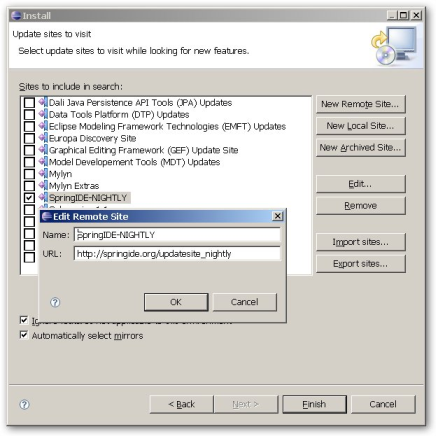 Install
Update sites to visit
Select update sites to visit while looking for new features.
Sites to include in search:
Dali Java Persistence API Tools (JPA) Updates
Data Tools Platform (DTP) Updates
Eclipse Modeling Framework Technologies (EMFT) Updates
Europa Discovery Site
Graphical Editing Framework (GEF) Update Site
Model Developement Tools (MDT) Updates
Mylyn
Mylyn Extras
SpringIDE-NIGHTLY
New Remote Site...
New Local Site...
New Archived Site...
Edit...
Remove
Import sites...
Export sites...
Edit Remote Site
Name: SpringIDE-NIGHTLY
URL: http://springide.org/updatesite_nightly
OK Cancel
Automatically select mirrors
< Back Next > Finish Cancel